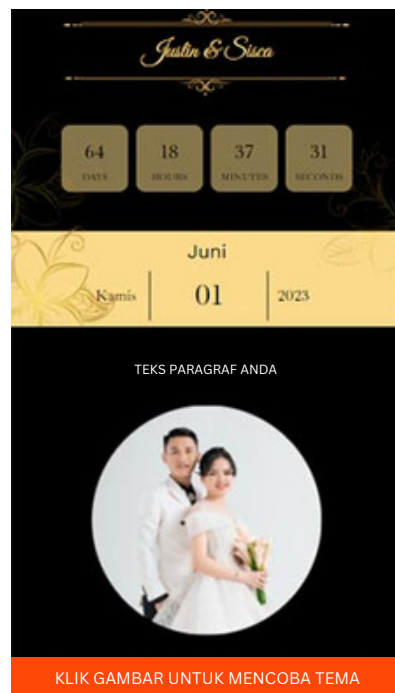 Justin & Sisca
64 18 37 31
DAYS HOURS MINUTES SECONDS
Juni
Kamis 01 2023
TEKS PARAGRAF ANDA
KLIK GAMBAR UNTUK MENCOBA TEMA